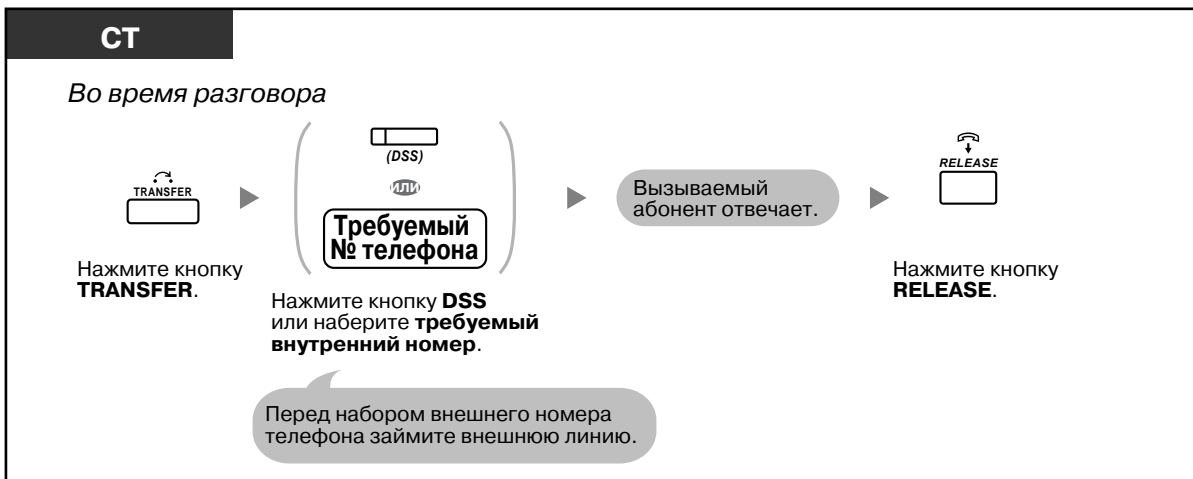 СТ
Во время разговора
TRANSFER
Нажмите кнопку
TRANSFER.
(DSS)
или
Требуемый
№ телефона
Нажмите кнопку DSS
или наберите требуемый
внутренний номер.
Перед набором внешнего номера
телефона займите внешнюю линию.
Вызываемый
абонент отвечает.
RELEASE
Нажмите кнопку
RELEASE.